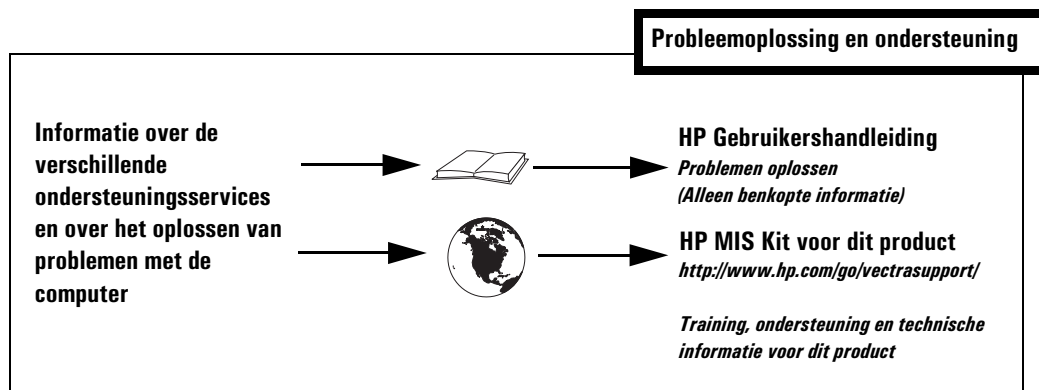 Probleemoplossing en ondersteuning
Informatie over de
verschillende
ondersteuningsservices
en over het oplossen van
problemen met de
computer
HP Gebruikershandleiding
Problemen oplossen
(Alleen benkopte informatie)
HP MIS Kit voor dit product
http://www.hp.com/go/vectrasupport/
Training, ondersteuning en technische
informatie voor dit product